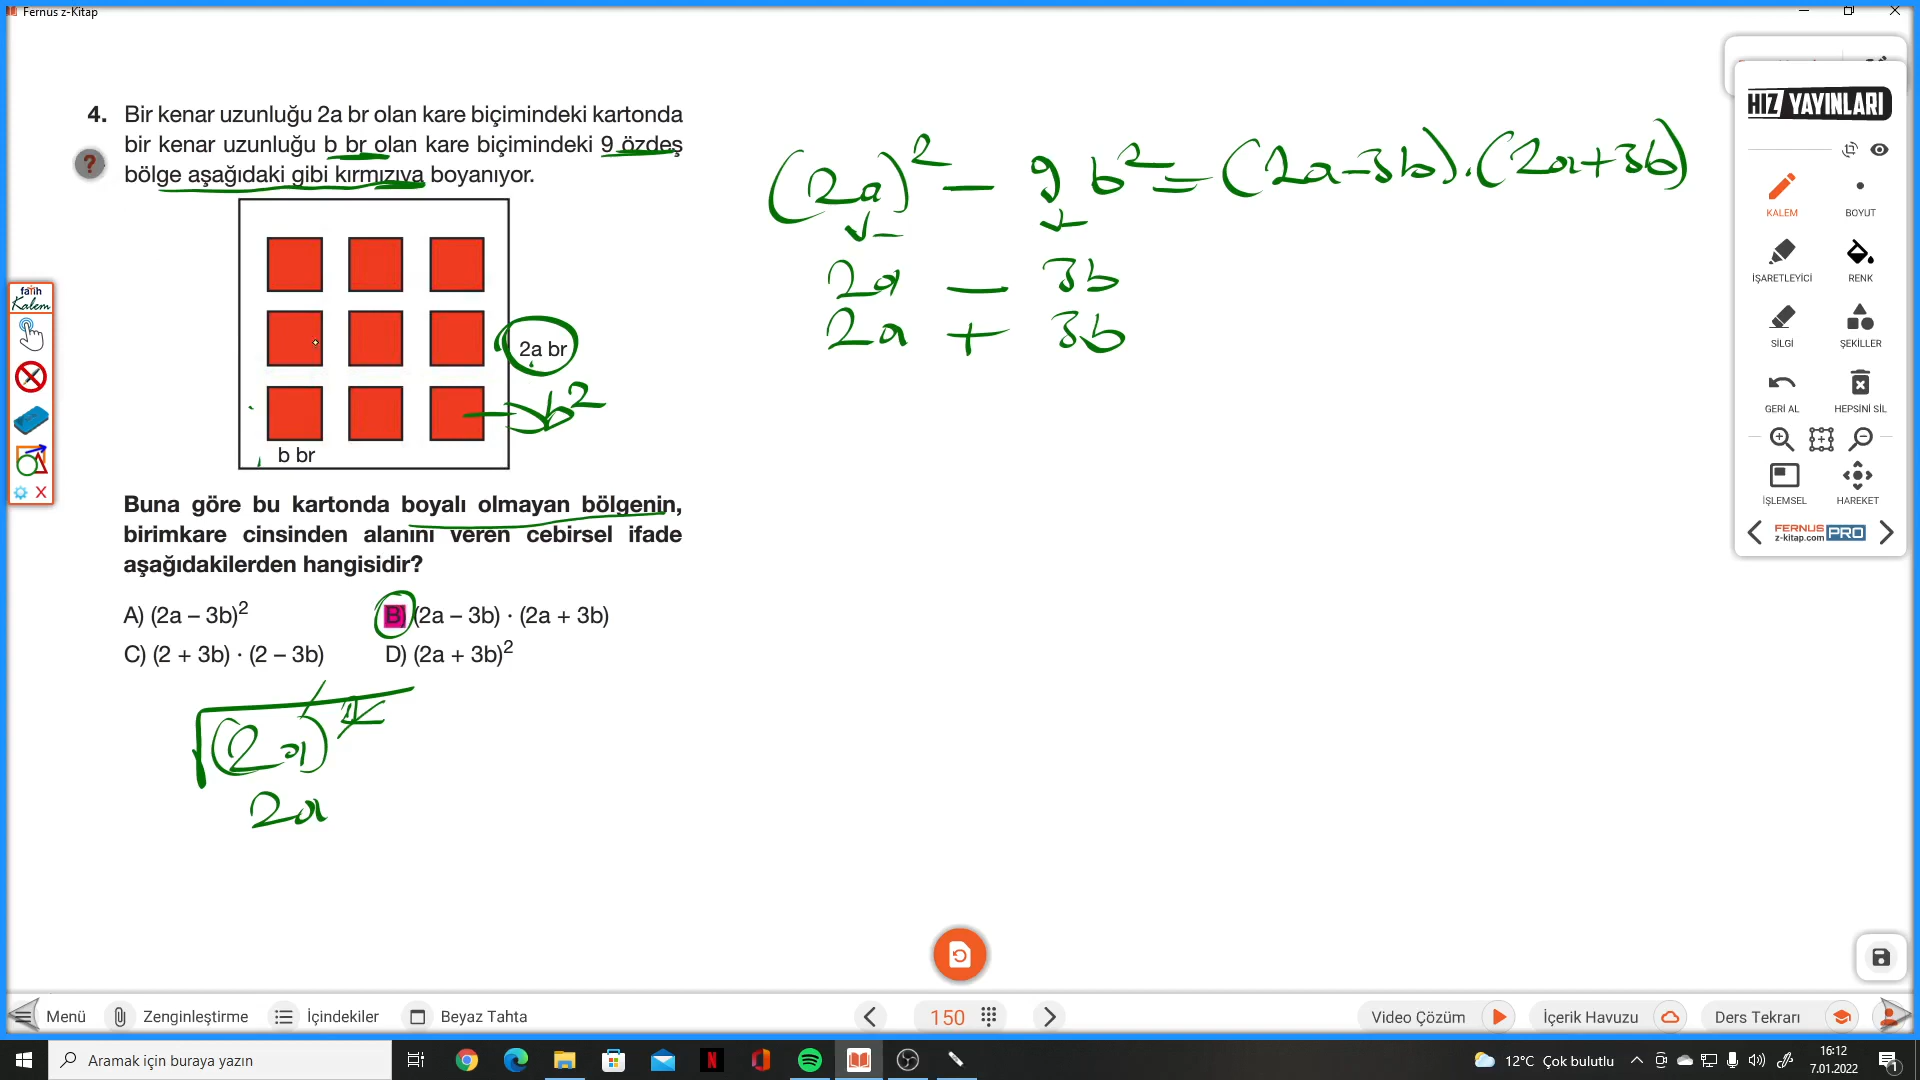 Fernus z-Kitap
4. Bir kenar uzunluğu 2a br olan kare biçimindeki kartonda
bir kenar uzunluğu b br olan kare biçimindeki 9 özdeş
? bölge aşağıdaki gibi kırmızıya boyanıyor.
2a br
b²
b br
Buna göre bu kartonda boyalı olmayan bölgenin,
birimkare cinsinden alanını veren cebirsel ifade
aşağıdakilerden hangisidir?
A) (2a – 3b)² B) (2a – 3b) · (2a + 3b)
C) (2 + 3b) · (2 – 3b) D) (2a + 3b)²
√(2a)²
2a
(2a)² – 9b² = (2a–3b).(2a+3b)
2a – 3b
2a + 3b
fatih
Kalem
X
HIZ YAYINLARI
KALEM BOYUT
İŞARETLEYİCİ RENK
SİLGİ ŞEKİLLER
GERİ AL HEPSİNİ SİL
İŞLEMSEL HAREKET
FERNUS z-kitap.com PRO
Menü Zenginleştirme İçindekiler Beyaz Tahta 150 Video Çözüm İçerik Havuzu Ders Tekrarı
Aramak için buraya yazın
12°C Çok bulutlu
16:12
7.01.2022
1